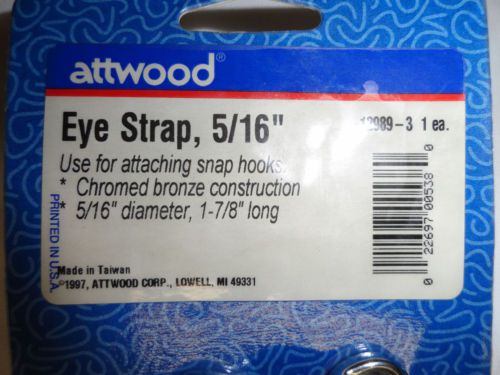 attwood®
Eye Strap, 5/16"
12989-3 1 ea.
Use for attaching snap hooks.
* Chromed bronze construction
* 5/16" diameter, 1-7/8" long
Made in Taiwan
©1997, ATTWOOD CORP., LOWELL, MI 49331
PRINTED IN U.S.A.
0 22697 00538 0